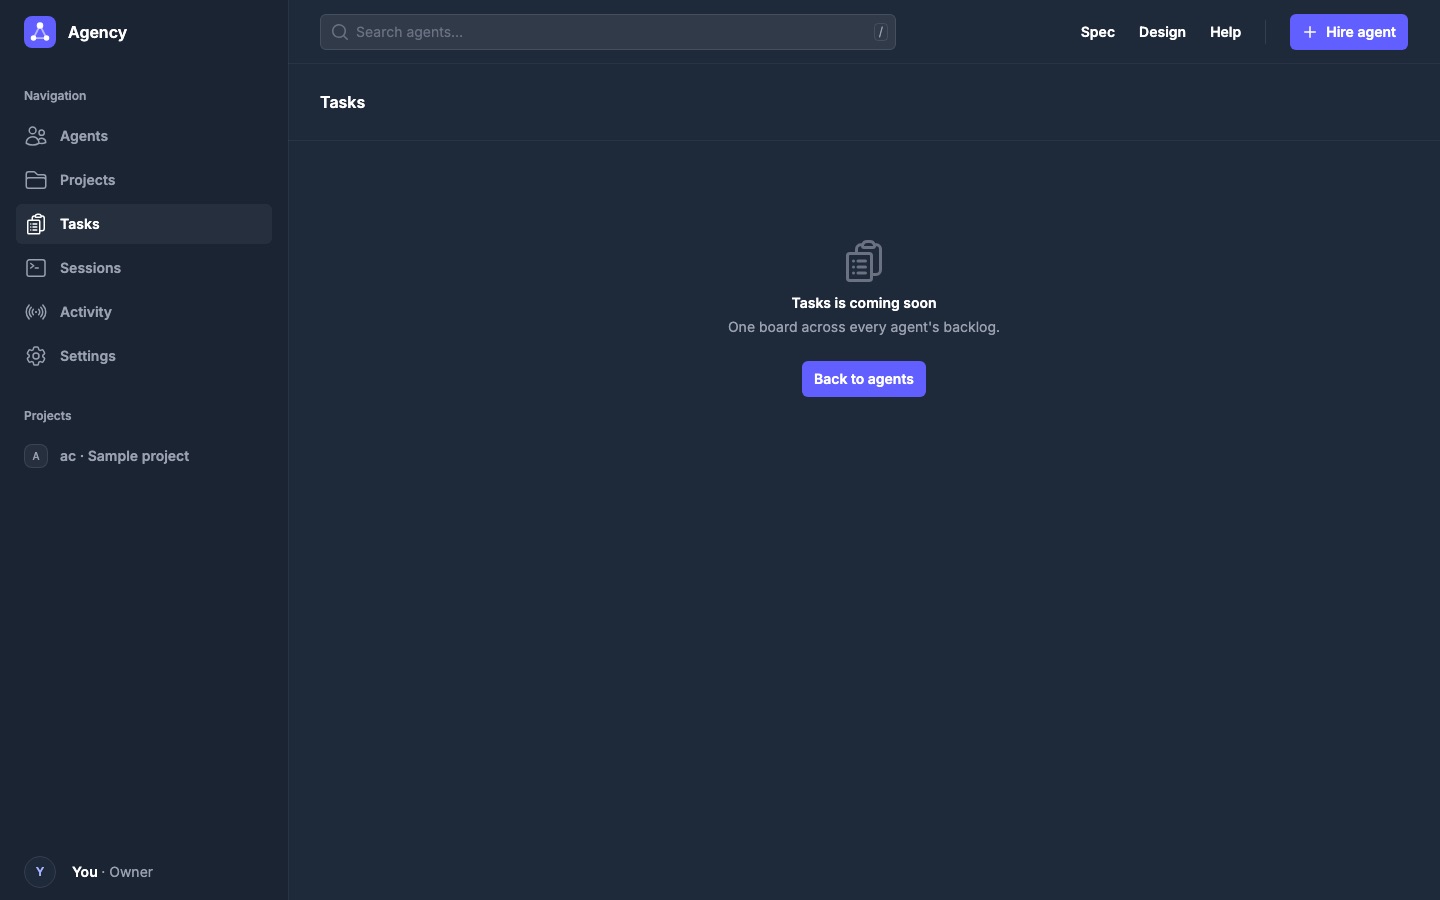 Agency
Navigation
Agents
Projects
Tasks
Sessions
Activity
Settings
Projects
A
ac · Sample project
Y
You · Owner
Search agents...
/
Spec
Design
Help
Hire agent
Tasks
Tasks is coming soon
One board across every agent's backlog.
Back to agents